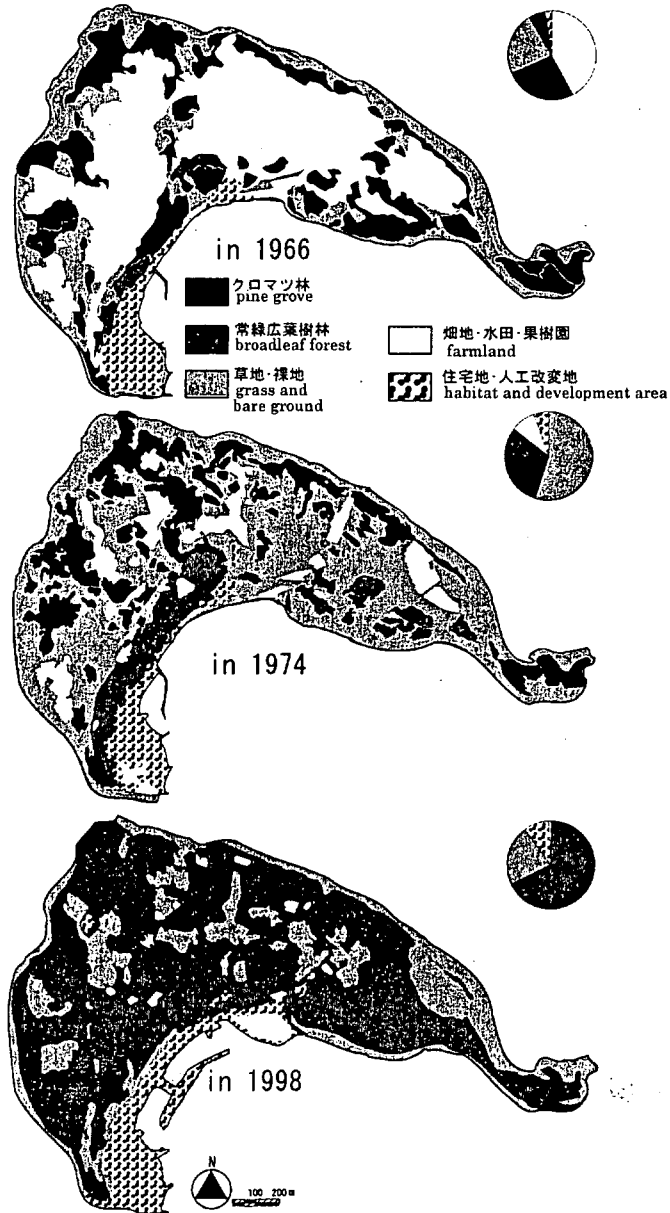 in 1966
クロマツ林
pine grove
常緑広葉樹林
broadleaf forest
草地・裸地
grass and
bare ground
畑地・水田・果樹園
farmland
住宅地・人工改変地
habitat and development area
in 1974
in 1998
N
100 200m